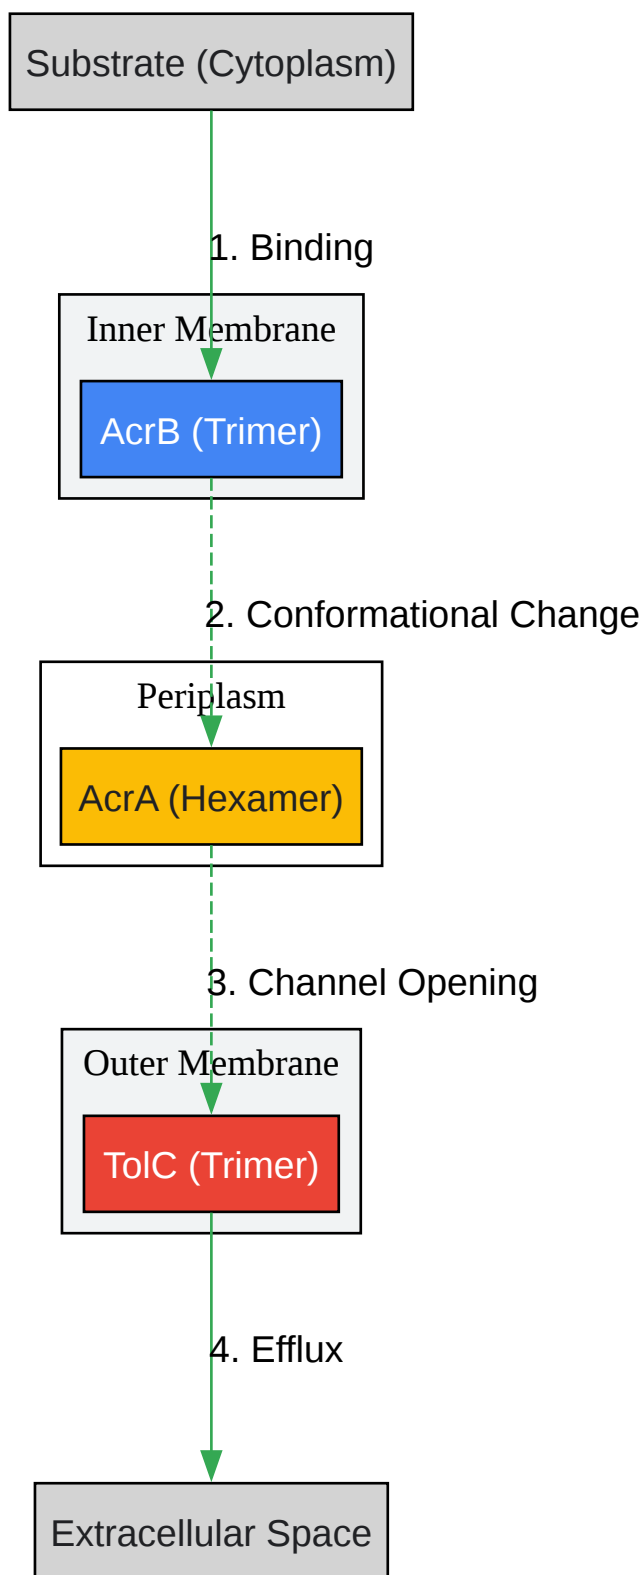 Substrate (Cytoplasm)
1. Binding
Inner Membrane
AcrB (Trimer)
2. Conformational Change
Periplasm
AcrA (Hexamer)
3. Channel Opening
Outer Membrane
TolC (Trimer)
4. Efflux
Extracellular Space